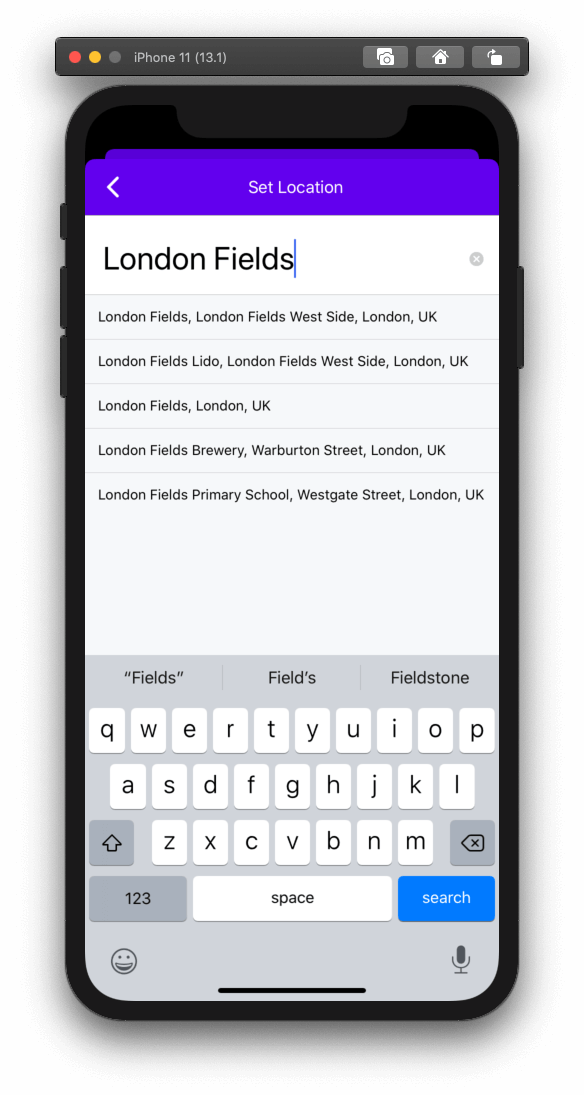 iPhone 11 (13.1)
Set Location
London Fields
London Fields, London Fields West Side, London, UK
London Fields Lido, London Fields West Side, London, UK
London Fields, London, UK
London Fields Brewery, Warburton Street, London, UK
London Fields Primary School, Westgate Street, London, UK
“Fields” Field’s Fieldstone
q w e r t y u i o p
a s d f g h j k l
z x c v b n m
123 space search